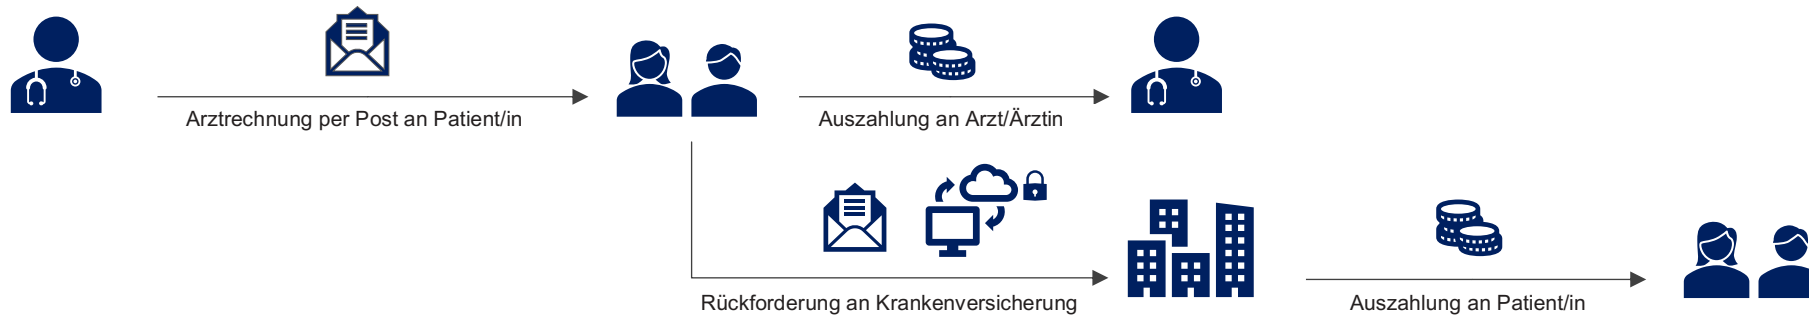 Arztrechnung per Post an Patient/in
Auszahlung an Arzt/Ärztin
Rückforderung an Krankenversicherung
Auszahlung an Patient/in